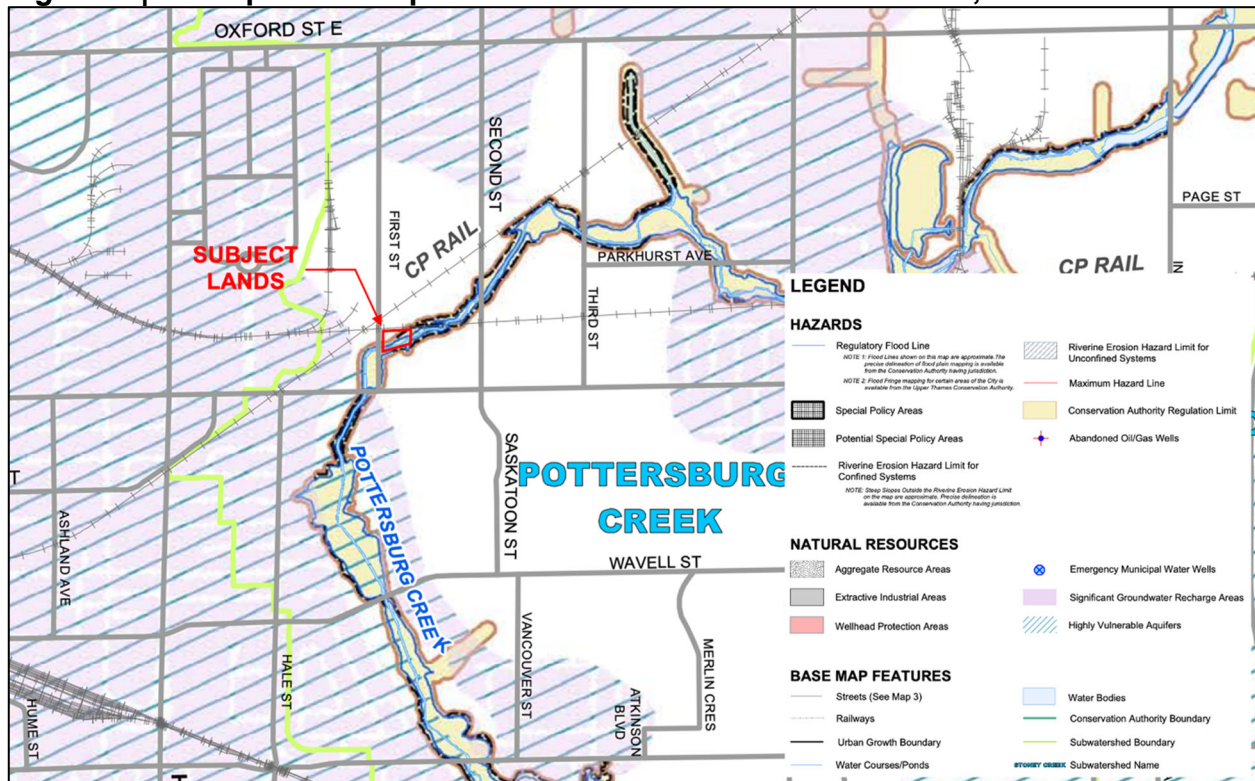 OXFORD ST E
SECOND ST
FIRST ST
CP RAIL
PAGE ST
SUBJECT
LANDS
PARKHURST AVE
THIRD ST
CP RAIL
POTTERSBURG CREEK
SASKATOON ST
POTTERSBURG
CREEK
ASHLAND AVE
WAVELL ST
HALE ST
VANCOUVER ST
MERLIN CRES
ATKINSON
BLVD
HUME ST
LEGEND
HAZARDS
Regulatory Flood Line
NOTE 1: Flood Lines shown on this map are approximate. The
precise delineation of flood plain mapping is available
from the Conservation Authority having jurisdiction.
NOTE 2: Flood Fringe mapping for certain areas of the City is
available from the Upper Thames Conservation Authority.
Special Policy Areas
Potential Special Policy Areas
Riverine Erosion Hazard Limit for
Confined Systems
NOTE: Steep Slopes Outside the Riverine Erosion Hazard Limit
on the map are approximate. Precise delineation is
available from the Conservation Authority having jurisdiction.
Riverine Erosion Hazard Limit for
Unconfined Systems
Maximum Hazard Line
Conservation Authority Regulation Limit
Abandoned Oil/Gas Wells
NATURAL RESOURCES
Aggregate Resource Areas
Extractive Industrial Areas
Wellhead Protection Areas
Emergency Municipal Water Wells
Significant Groundwater Recharge Areas
Highly Vulnerable Aquifers
BASE MAP FEATURES
Streets (See Map 3)
Railways
Urban Growth Boundary
Water Courses/Ponds
Water Bodies
Conservation Authority Boundary
Subwatershed Boundary
STONEY CREEK Subwatershed Name